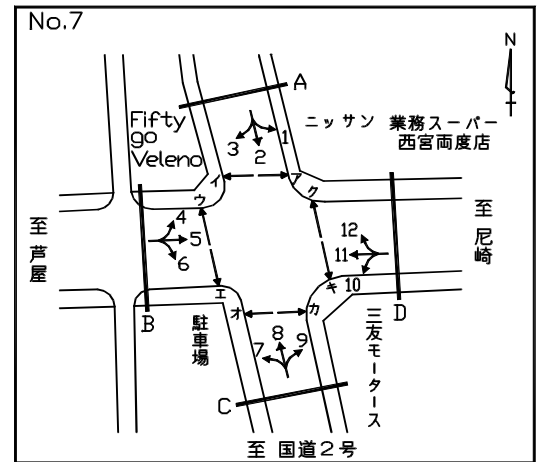 No.7
N
A
Fifty
go
Veleno
ニッサン
業務スーパー
西宮両度店
1
2
3
ア
イ
ウ
ク
至 芦屋
4
5
6
12
11
10
至 尼崎
エ
オ
カ
キ
B
D
駐車場
7
8
9
三友モータース
C
至 国道2号